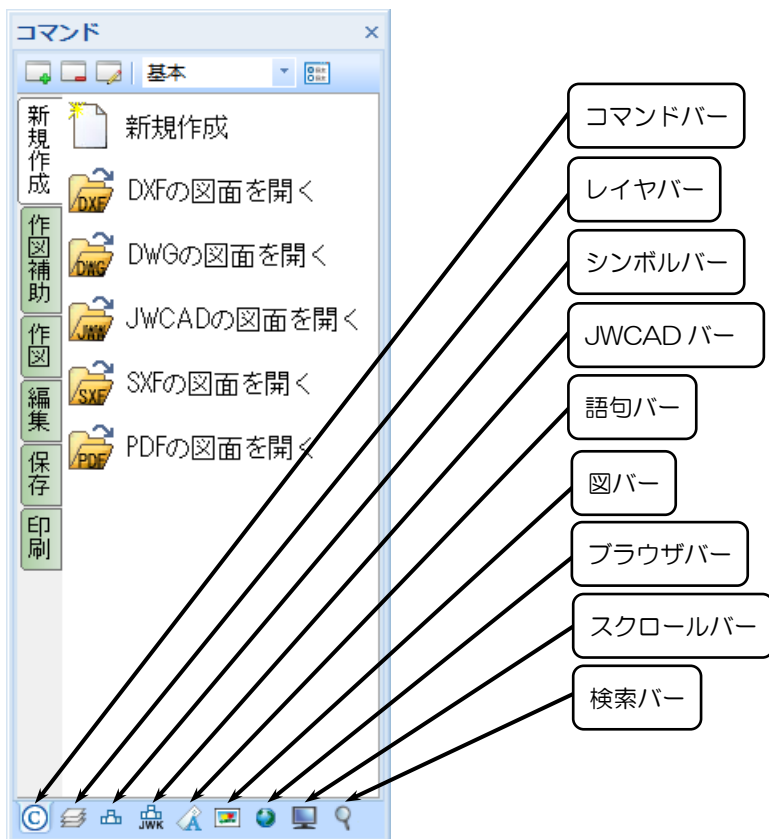 コマンド
基本
新規作成
作図補助
作図
編集
保存
印刷
新規作成
DXFの図面を開く
DWGの図面を開く
JWCADの図面を開く
SXFの図面を開く
PDFの図面を開く
DXF
DWG
JWW
SXF
PDF
コマンドバー
レイヤバー
シンボルバー
JWCAD バー
語句バー
図バー
ブラウザバー
スクロールバー
検索バー
C
JWK
A